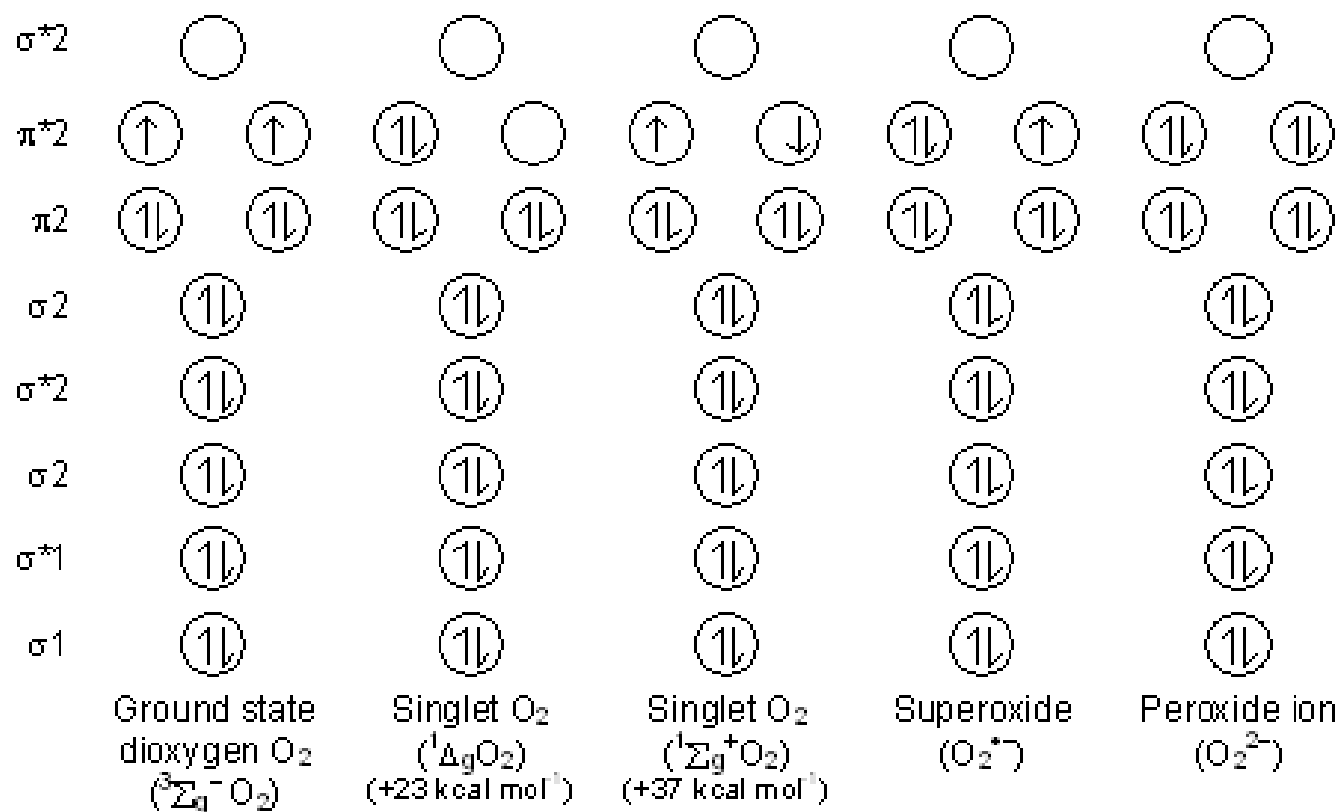 σ*2
π*2
π2
σ2
σ*2
σ2
σ*1
σ1
Ground state
dioxygen O₂
(³Σg⁻O₂)
Singlet O₂
(¹ΔgO₂)
(+23 kcal mol⁻¹)
Singlet O₂
(¹Σg⁺O₂)
(+37 kcal mol⁻¹)
Superoxide
(O₂•⁻)
Peroxide ion
(O₂²⁻)